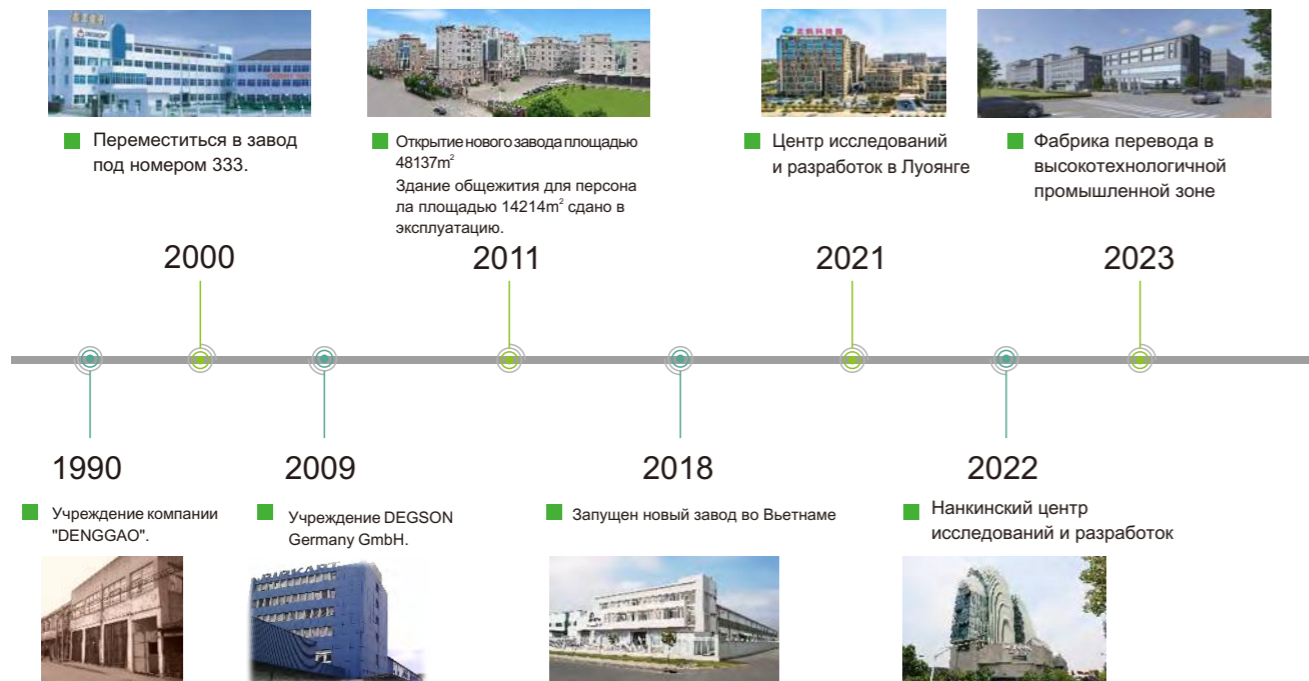 Переместиться в завод
под номером 333.
Открытие нового завода площадью
48137m²
Здание общежития для персона
ла площадью 14214m² сдано в
эксплуатацию.
Центр исследований
и разработок в Луоянге
Фабрика перевода в
высокотехнологичной
промышленной зоне
2000
2011
2021
2023
1990
2009
2018
2022
Учреждение компании
"DENGGAO".
Учреждение DEGSON
Germany GmbH.
Запущен новый завод во Вьетнаме
Нанкинский центр
исследований и разработок